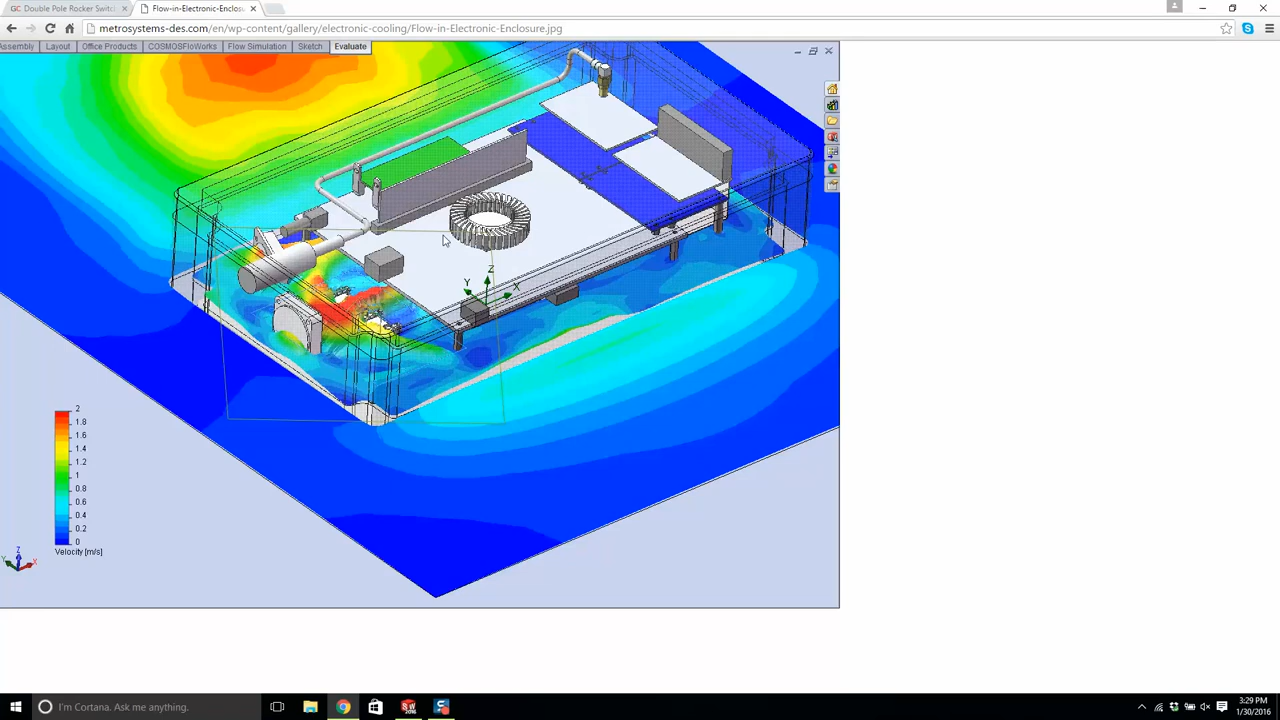 GC Double Pole Rocker Switc
Flow-in-Electronic-Enclosu
metrosystems-des.com/en/wp-content/gallery/electronic-cooling/Flow-in-Electronic-Enclosure.jpg
Assembly Layout Office Products COSMOSFloWorks Flow Simulation Sketch Evaluate
Z
Y X
2
1.8
1.6
1.4
1.2
1
0.8
0.6
0.4
0.2
0
Velocity [m/s]
Z
Y X
I'm Cortana. Ask me anything.
SW
2016
3:29 PM
1/30/2016